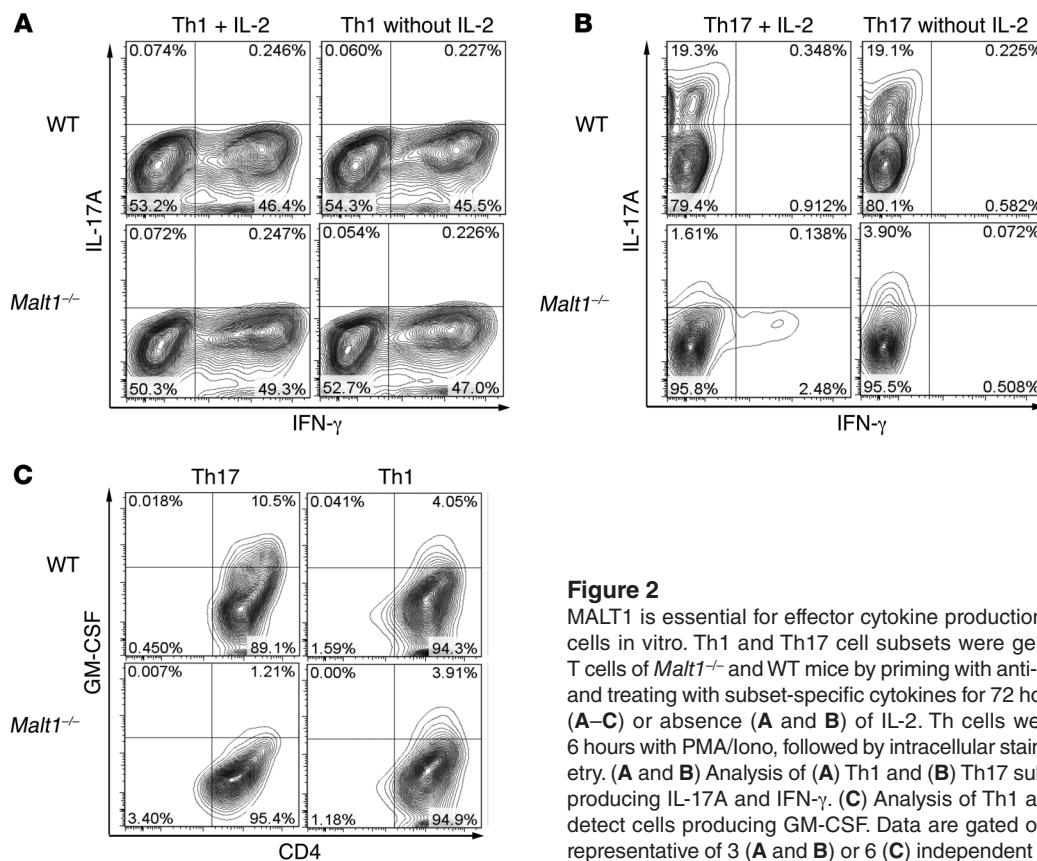 A
Th1 + IL-2 Th1 without IL-2
WT
0.074% 0.246% 0.060% 0.227%
53.2% 46.4% 54.3% 45.5%
Malt1–/–
0.072% 0.247% 0.054% 0.226%
50.3% 49.3% 52.7% 47.0%
IL-17A
IFN-γ
B
Th17 + IL-2 Th17 without IL-2
WT
19.3% 0.348% 19.1% 0.225%
79.4% 0.912% 80.1% 0.582%
Malt1–/–
1.61% 0.138% 3.90% 0.072%
95.8% 2.48% 95.5% 0.508%
IL-17A
IFN-γ
C
Th17 Th1
WT
0.018% 10.5% 0.041% 4.05%
0.450% 89.1% 1.59% 94.3%
Malt1–/–
0.007% 1.21% 0.00% 3.91%
3.40% 95.4% 1.18% 94.9%
GM-CSF
CD4
Figure 2
MALT1 is essential for effector cytokine production
cells in vitro. Th1 and Th17 cell subsets were ge
T cells of Malt1–/– and WT mice by priming with anti-
and treating with subset-specific cytokines for 72 ho
(A–C) or absence (A and B) of IL-2. Th cells we
6 hours with PMA/Iono, followed by intracellular stain
etry. (A and B) Analysis of (A) Th1 and (B) Th17 su
producing IL-17A and IFN-γ. (C) Analysis of Th1 a
detect cells producing GM-CSF. Data are gated o
representative of 3 (A and B) or 6 (C) independent